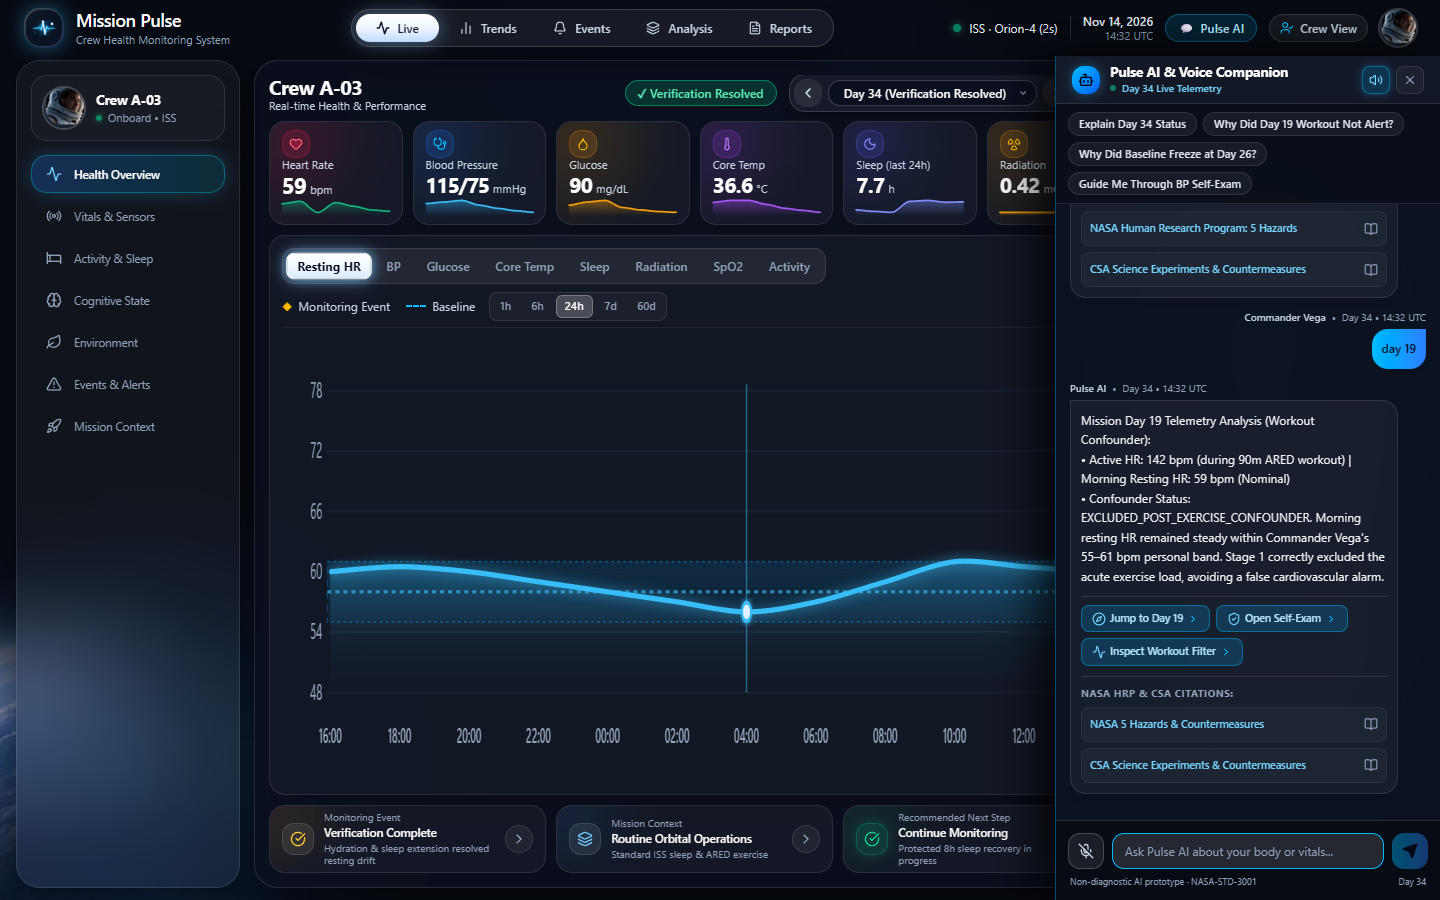 Mission Pulse
Crew Health Monitoring System
Live
Trends
Events
Analysis
Reports
ISS · Orion-4 (2s)
Nov 14, 2026
14:32 UTC
Pulse AI
Crew View
Crew A-03
Onboard • ISS
Health Overview
Vitals & Sensors
Activity & Sleep
Cognitive State
Environment
Events & Alerts
Mission Context
Crew A-03
Real-time Health & Performance
✓ Verification Resolved
Day 34 (Verification Resolved)
Heart Rate
59 bpm
Blood Pressure
115/75 mmHg
Glucose
90 mg/dL
Core Temp
36.6 °C
Sleep (last 24h)
7.7 h
Radiation
0.42
Resting HR
BP
Glucose
Core Temp
Sleep
Radiation
SpO2
Activity
Monitoring Event
Baseline
1h
6h
24h
7d
60d
78
72
66
60
54
48
16:00
18:00
20:00
22:00
00:00
02:00
04:00
06:00
08:00
10:00
12:00
Monitoring Event
Verification Complete
Hydration & sleep extension resolved
resting drift
Mission Context
Routine Orbital Operations
Standard ISS sleep & ARED exercise
Recommended Next Step
Continue Monitoring
Protected 8h sleep recovery in
progress
Pulse AI & Voice Companion
Day 34 Live Telemetry
Explain Day 34 Status
Why Did Day 19 Workout Not Alert?
Why Did Baseline Freeze at Day 26?
Guide Me Through BP Self-Exam
NASA Human Research Program: 5 Hazards
CSA Science Experiments & Countermeasures
Commander Vega • Day 34 • 14:32 UTC
day 19
Pulse AI • Day 34 • 14:32 UTC
Mission Day 19 Telemetry Analysis (Workout
Confounder):
• Active HR: 142 bpm (during 90m ARED workout) |
Morning Resting HR: 59 bpm (Nominal)
• Confounder Status:
EXCLUDED_POST_EXERCISE_CONFOUNDER. Morning
resting HR remained steady within Commander Vega's
55–61 bpm personal band. Stage 1 correctly excluded the
acute exercise load, avoiding a false cardiovascular alarm.
Jump to Day 19
Open Self-Exam
Inspect Workout Filter
NASA HRP & CSA CITATIONS:
NASA 5 Hazards & Countermeasures
CSA Science Experiments & Countermeasures
Ask Pulse AI about your body or vitals...
Non-diagnostic AI prototype · NASA-STD-3001
Day 34